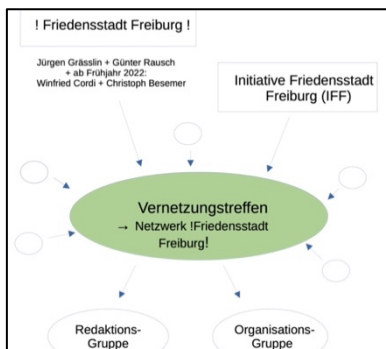 ! Friedensstadt Freiburg !
Jürgen Grässlin + Günter Rausch
+ ab Frühjahr 2022:
Winfried Cordi + Christoph Besemer
Initiative Friedensstadt
Freiburg (IFF)
Vernetzungstreffen
→ Netzwerk !Friedensstadt
Freiburg!
Redaktions-
Gruppe
Organisations-
Gruppe